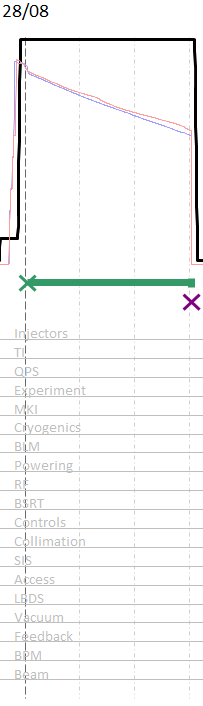 28/08
Injectors
TI
QPS
Experiment
MKI
Cryogenics
BLM
Powering
RF
BSRT
Controls
Collimation
SIS
Access
LBDS
Vacuum
Feedback
BPM
Beam